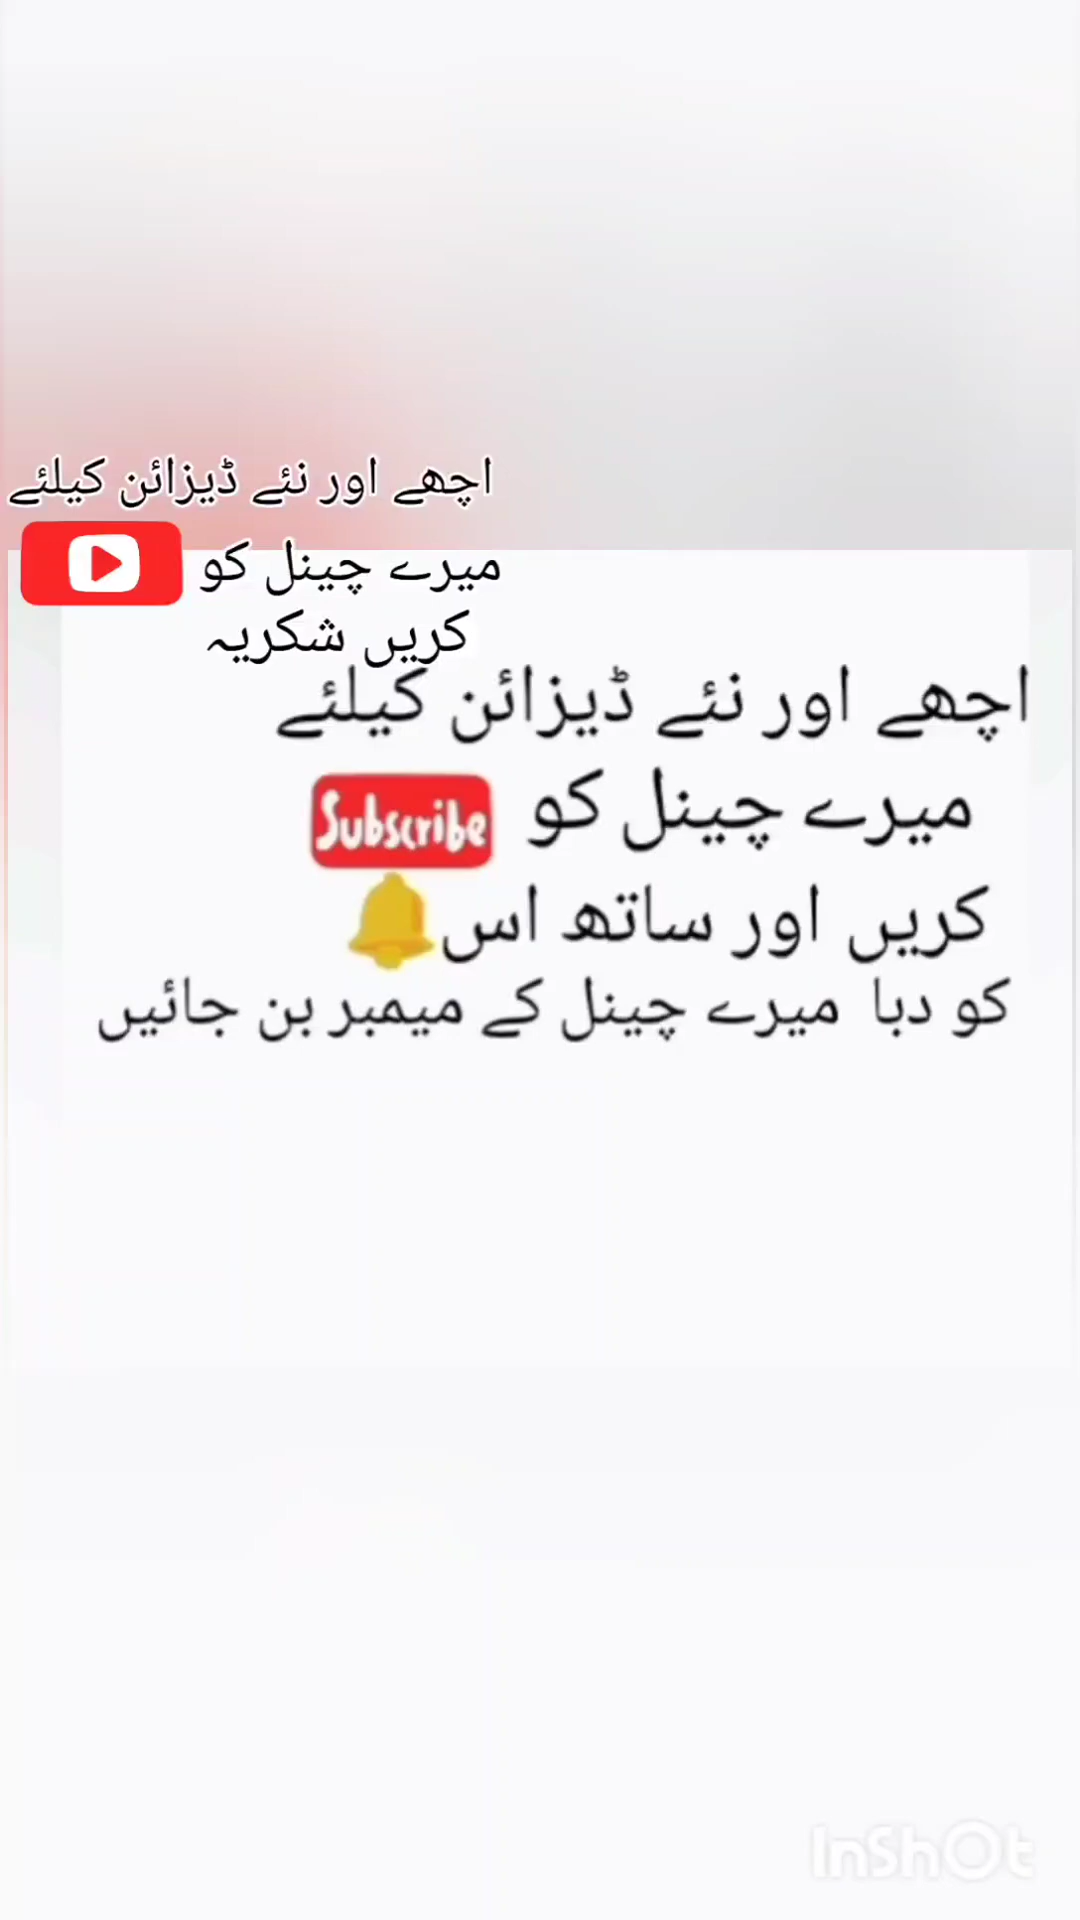 اچھے اور نئے ڈیزائن کیلئے
میرے چینل کو
کریں شکریہ
اچھے اور نئے ڈیزائن کیلئے
میرے چینل کو Subscribe
کریں اور ساتھ اس
کو دبا میرے چینل کے میمبر بن جائیں
InShOt